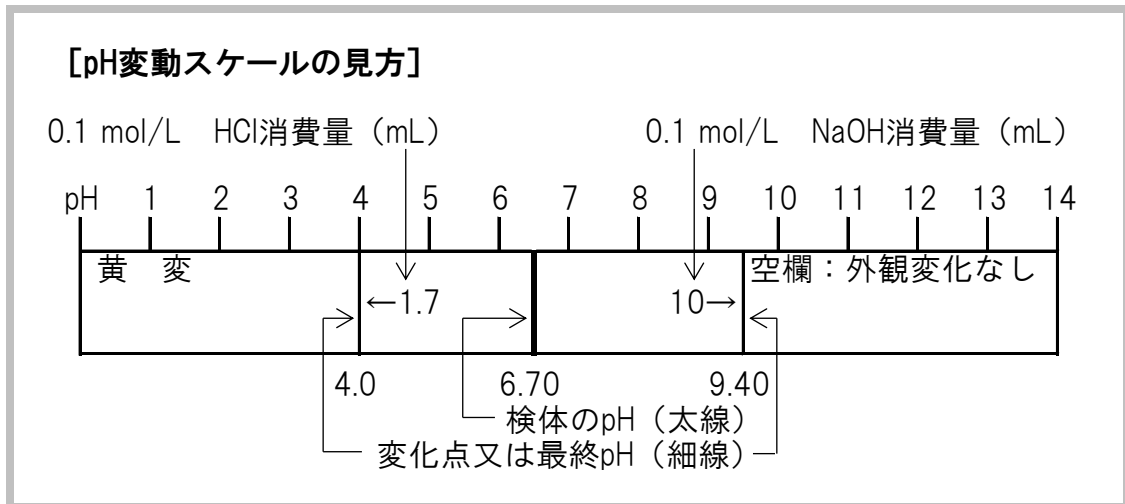 [pH変動スケールの見方]
0.1 mol/L　HCl消費量（mL）　0.1 mol/L　NaOH消費量（mL）
pH 1 2 3 4 5 6 7 8 9 10 11 12 13 14
黄　変　空欄：外観変化なし
←1.7　10→
4.0　6.70　9.40
検体のpH（太線）
変化点又は最終pH（細線）